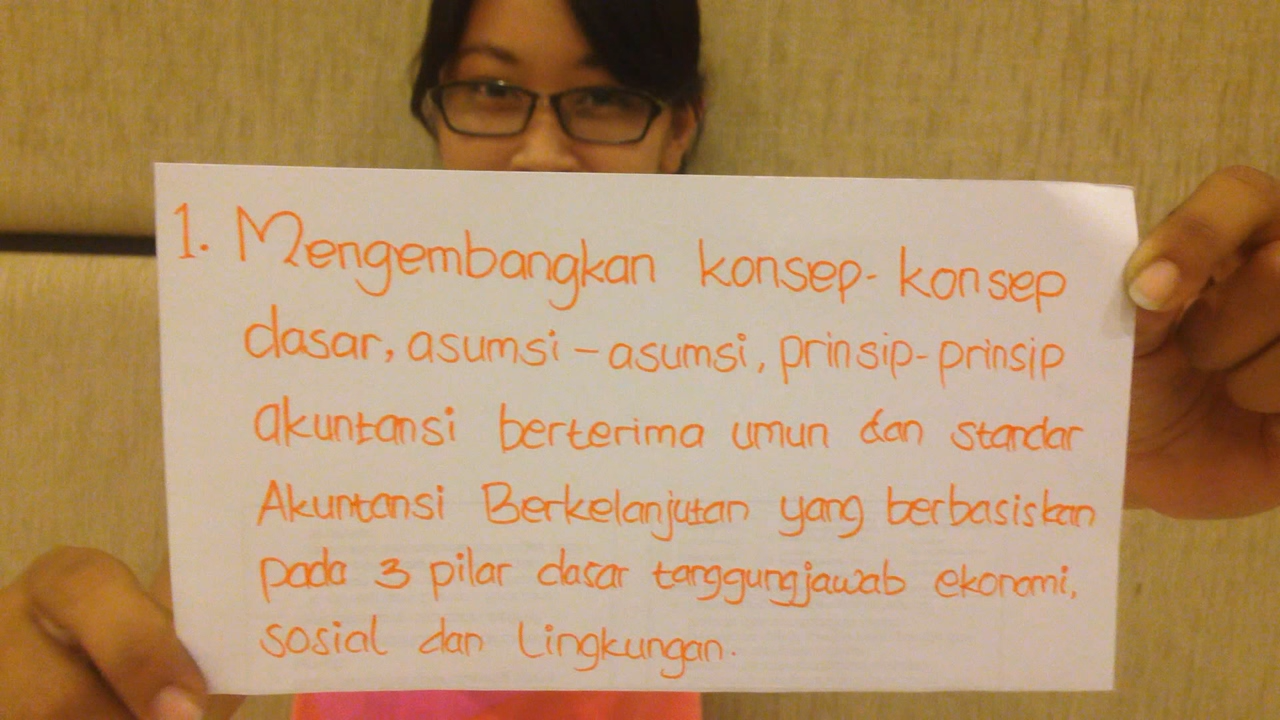 1. Mengembangkan konsep-konsep
dasar, asumsi-asumsi, prinsip-prinsip
akuntansi berterima umun dan standar
Akuntansi Berkelanjutan yang berbasiskan
pada 3 pilar dasar tanggungjawab ekonomi,
sosial dan Lingkungan.